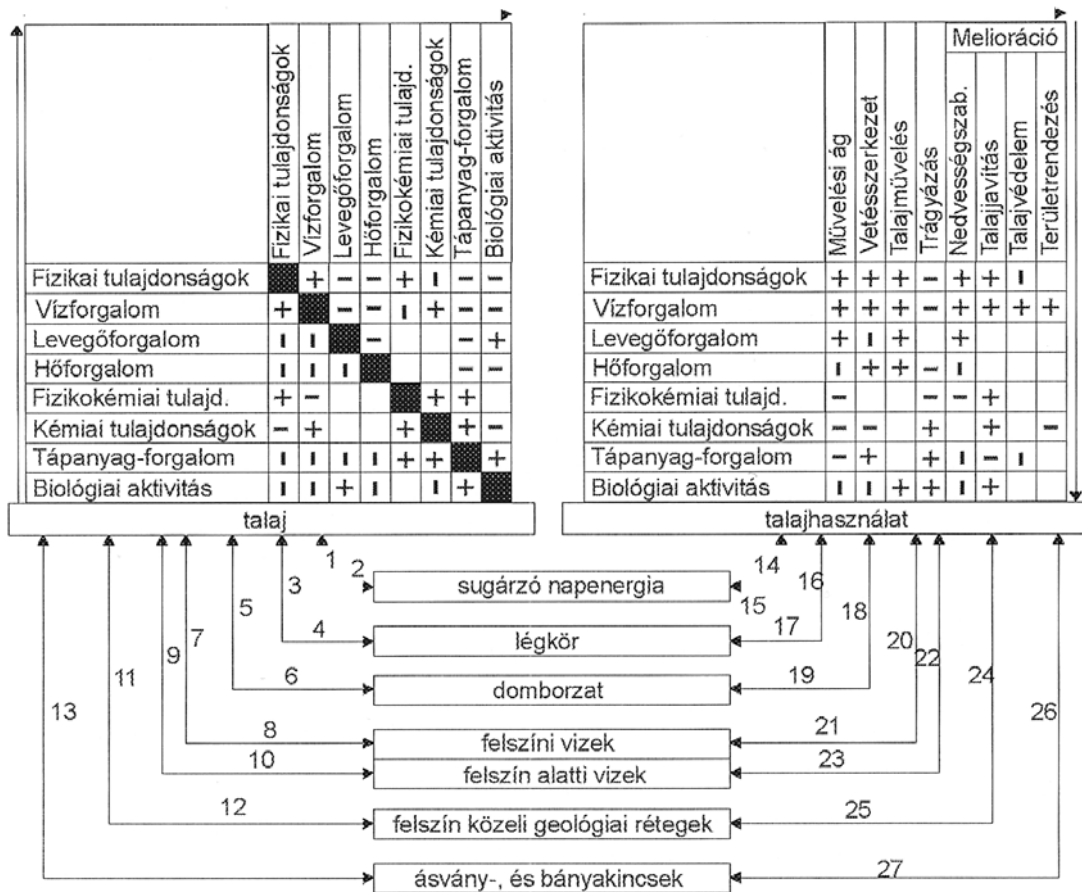 Fizikai tulajdonságok
Vízforgalom
Levegőforgalom
Hőforgalom
Fizikokémiai tulajd.
Kémiai tulajdonságok
Tápanyag-forgalom
Biológiai aktivitás
Fizikai tulajdonságok + − − + ı − −
Vízforgalom + − − ı + − −
Levegőforgalom ı ı − − +
Hőforgalom ı ı ı − −
Fizikokémiai tulajd. + − + +
Kémiai tulajdonságok − + + + −
Tápanyag-forgalom ı ı ı ı + + +
Biológiai aktivitás ı ı + ı ı +
talaj
Melioráció
Művelési ág
Vetésszerkezet
Talajművelés
Trágyázás
Nedvességszab.
Talajjavítás
Talajvédelem
Területrendezés
Fizikai tulajdonságok + + + − + + ı
Vízforgalom + + + − + + + +
Levegőforgalom + ı + +
Hőforgalom ı + + − ı
Fizikokémiai tulajd. − − − +
Kémiai tulajdonságok − − + + −
Tápanyag-forgalom − + + ı − ı
Biológiai aktivitás ı ı + + ı +
talajhasználat
1
2
3
4
5
6
7
8
9
10
11
12
13
sugárzó napenergia
légkör
domborzat
felszíni vizek
felszín alatti vizek
felszín közeli geológiai rétegek
ásvány-, és bányakincsek
14
15
16
17
18
19
20
21
22
23
24
25
26
27